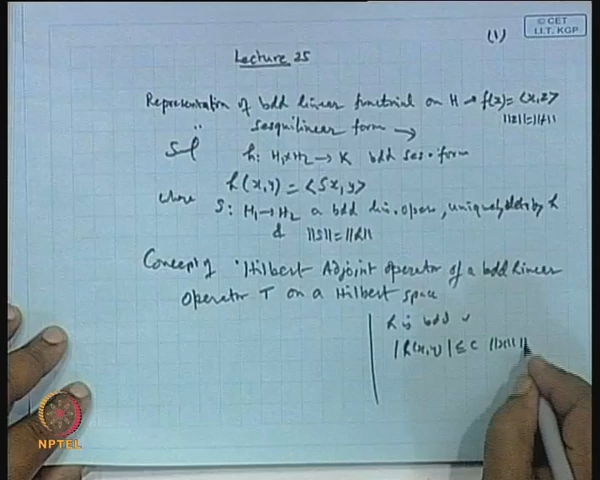 (1)
© CET
I.I.T. KGP
Lecture 25
Representation of bdd linear functional on H → f(x) = <x,z>
||z|| = ||f||
" Sesquilinear form →
h: H1×H2 → K bdd ses. form
h(x,y) = <Sx,y>
where
S: H1→H2 a bdd lin. oper, uniquely det by h
& ||S|| = ||h||
Concept of 'Hilbert Adjoint operator of a bdd linear
Operator T on a Hilbert space
h is bdd
|h(x,y)| ≤ c ||x|| ||
NPTEL